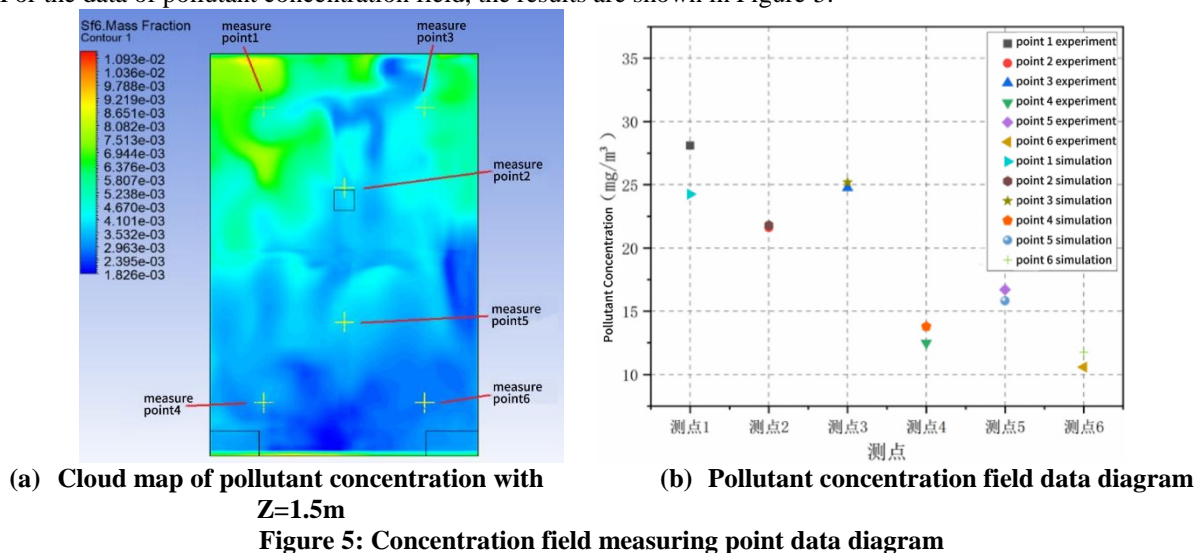 For the data of pollutant concentration field, the results are shown in Figure 5.
Sf6.Mass Fraction
Contour 1
1.093e-02
1.036e-02
9.788e-03
9.219e-03
8.651e-03
8.082e-03
7.513e-03
6.944e-03
6.376e-03
5.807e-03
5.238e-03
4.670e-03
4.101e-03
3.532e-03
2.963e-03
2.395e-03
1.826e-03
measure
point1
measure
point3
measure
point2
measure
point5
measure
point4
measure
point6
Pollutant Concentration（mg/m³）
35
30
25
20
15
10
point 1 experiment
point 2 experiment
point 3 experiment
point 4 experiment
point 5 experiment
point 6 experiment
point 1 simulation
point 2 simulation
point 3 simulation
point 4 simulation
point 5 simulation
point 6 simulation
测点1 测点2 测点3 测点4 测点5 测点6
测点
(a) Cloud map of pollutant concentration with
Z=1.5m
(b) Pollutant concentration field data diagram
Figure 5: Concentration field measuring point data diagram